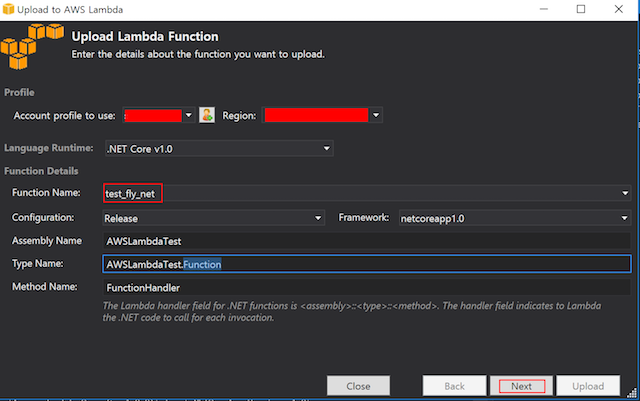 Upload to AWS Lambda
Upload Lambda Function
Enter the details about the function you want to upload.
Profile
Account profile to use:
Region:
Language Runtime: .NET Core v1.0
Function Details
Function Name: test_fly_net
Configuration: Release Framework: netcoreapp1.0
Assembly Name AWSLambdaTest
Type Name: AWSLambdaTest.Function
Method Name: FunctionHandler
The Lambda handler field for .NET functions is <assembly>::<type>::<method>. The handler field indicates to Lambda
the .NET code to call for each invocation.
Close Back Next Upload